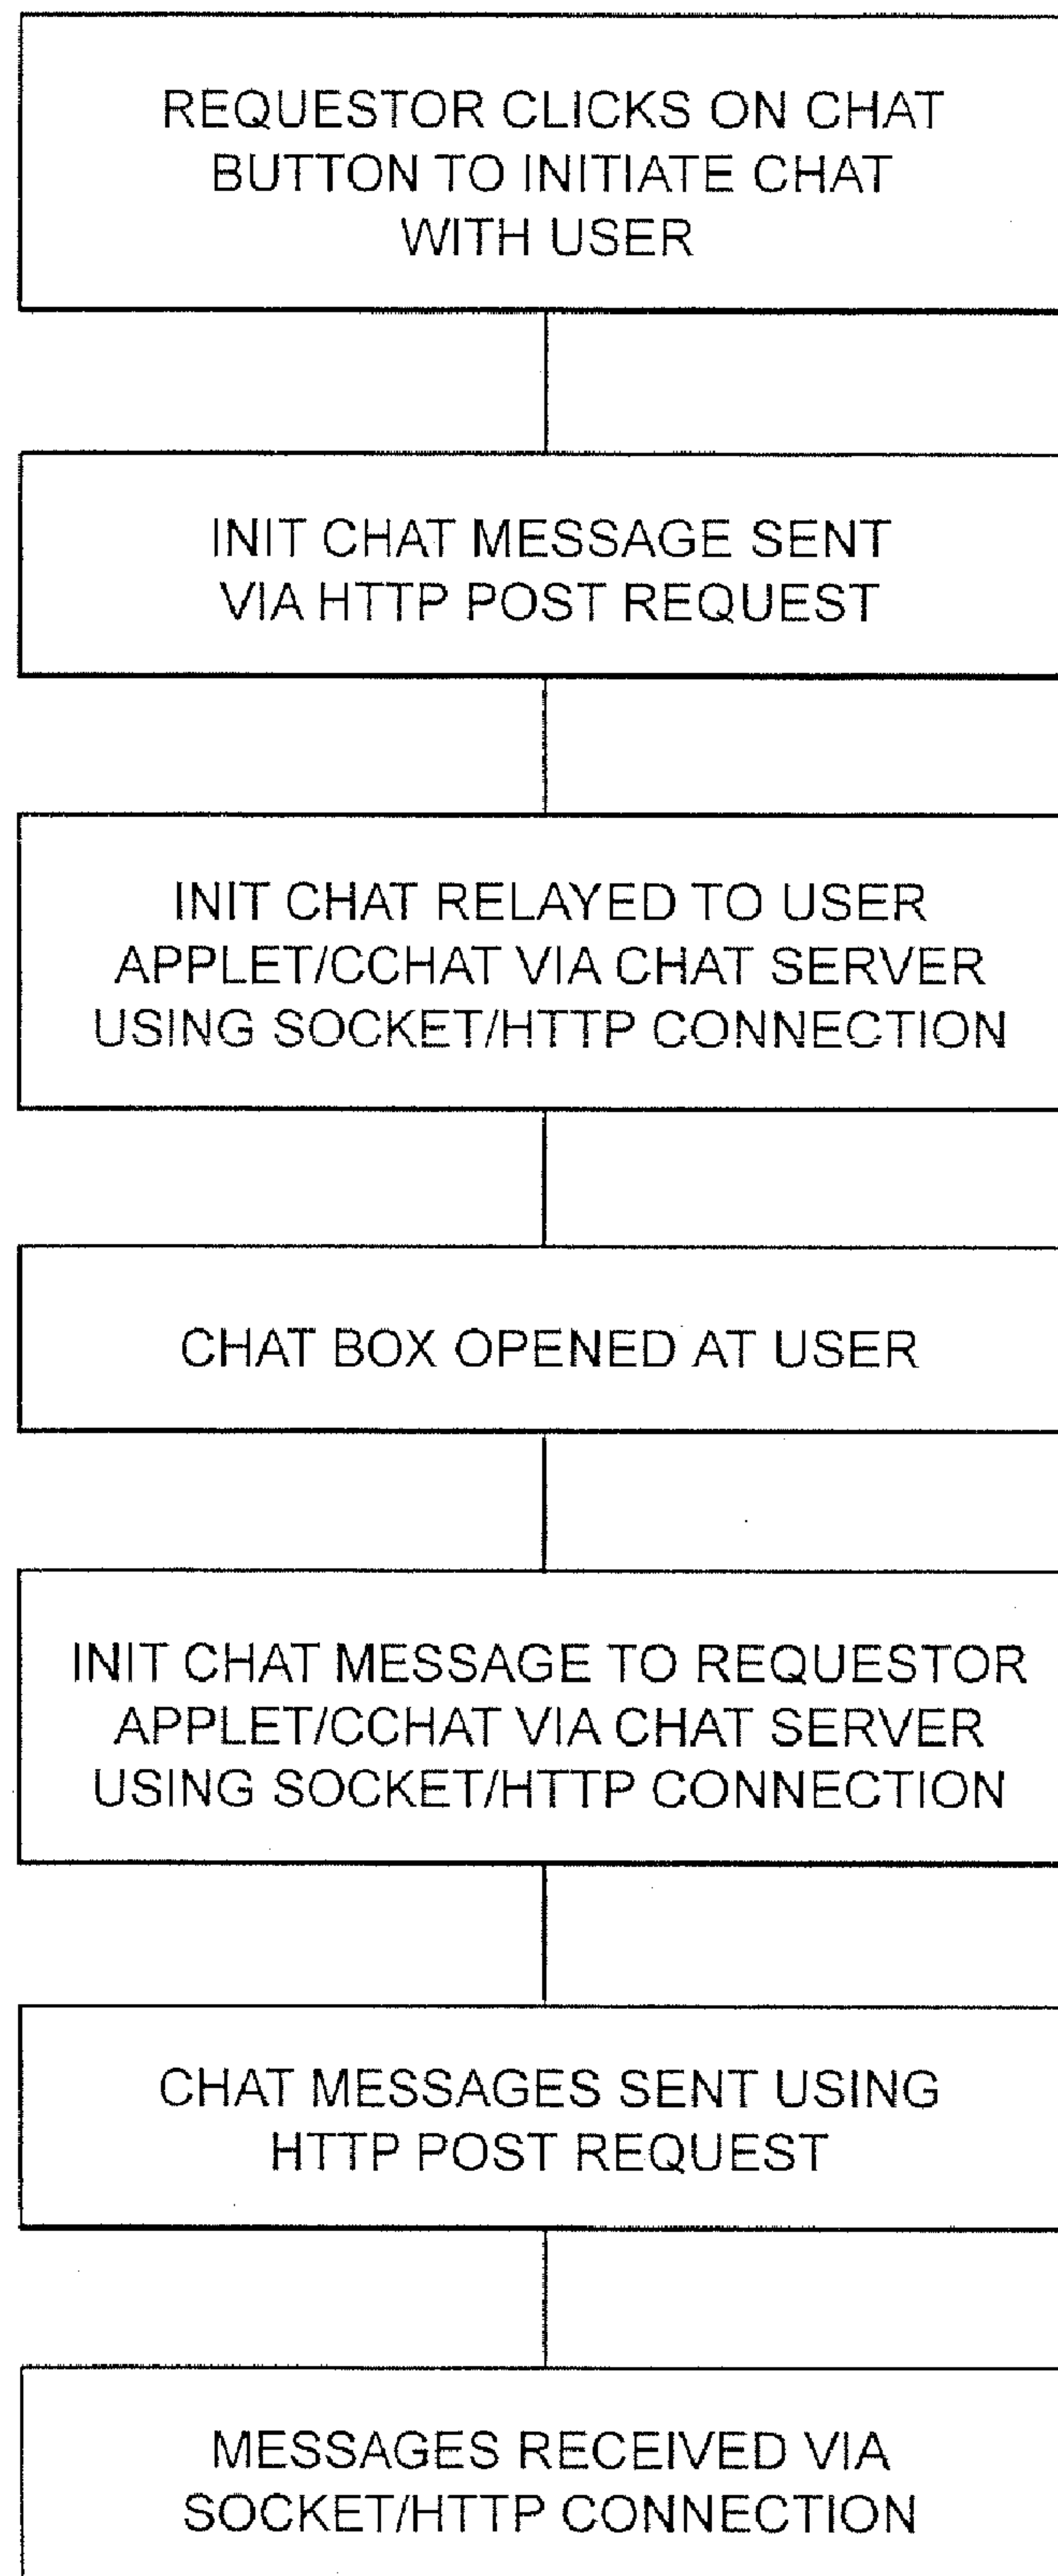 REQUESTOR CLICKS ON CHAT
BUTTON TO INITIATE CHAT
WITH USER
INIT CHAT MESSAGE SENT
VIA HTTP POST REQUEST
INIT CHAT RELAYED TO USER
APPLET/CCHAT VIA CHAT SERVER
USING SOCKET/HTTP CONNECTION
CHAT BOX OPENED AT USER
INIT CHAT MESSAGE TO REQUESTOR
APPLET/CCHAT VIA CHAT SERVER
USING SOCKET/HTTP CONNECTION
CHAT MESSAGES SENT USING
HTTP POST REQUEST
MESSAGES RECEIVED VIA
SOCKET/HTTP CONNECTION